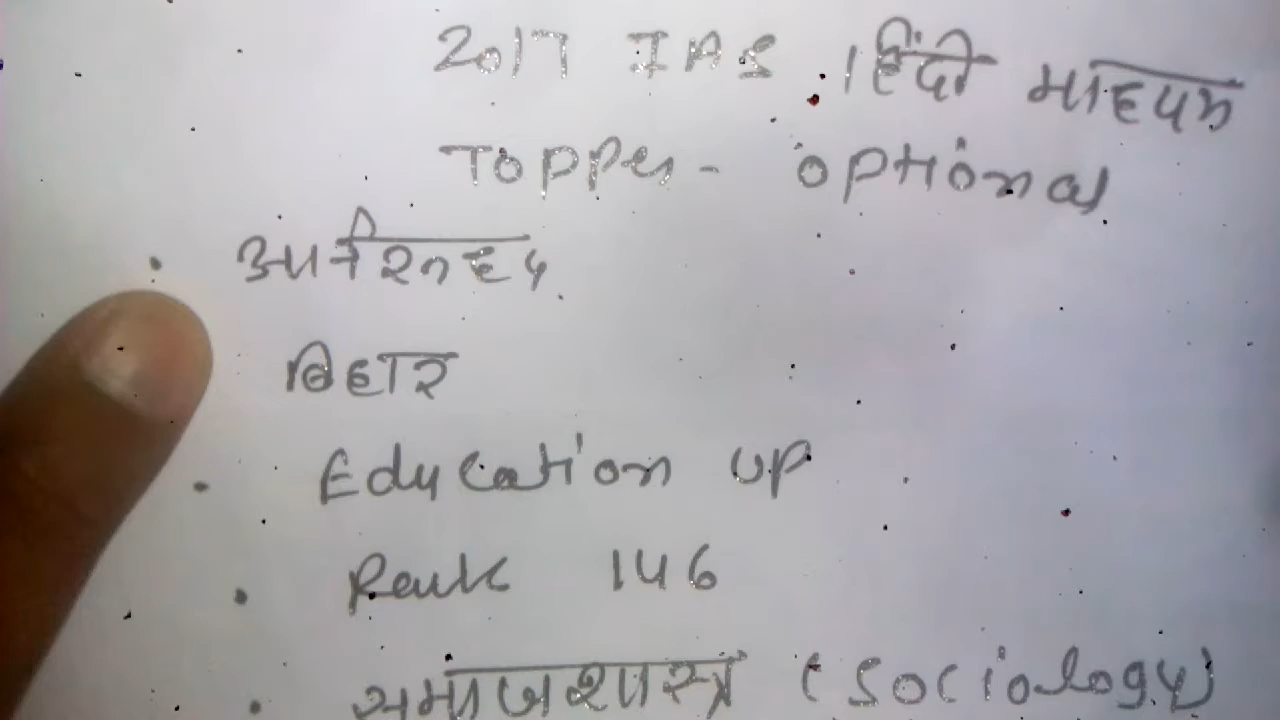 2017 IAS हिंदी माध्यम
Topper - optional
अनिरुद्ध
बिहार
Education UP
Rank 146
समाजशास्त्र (Sociology)